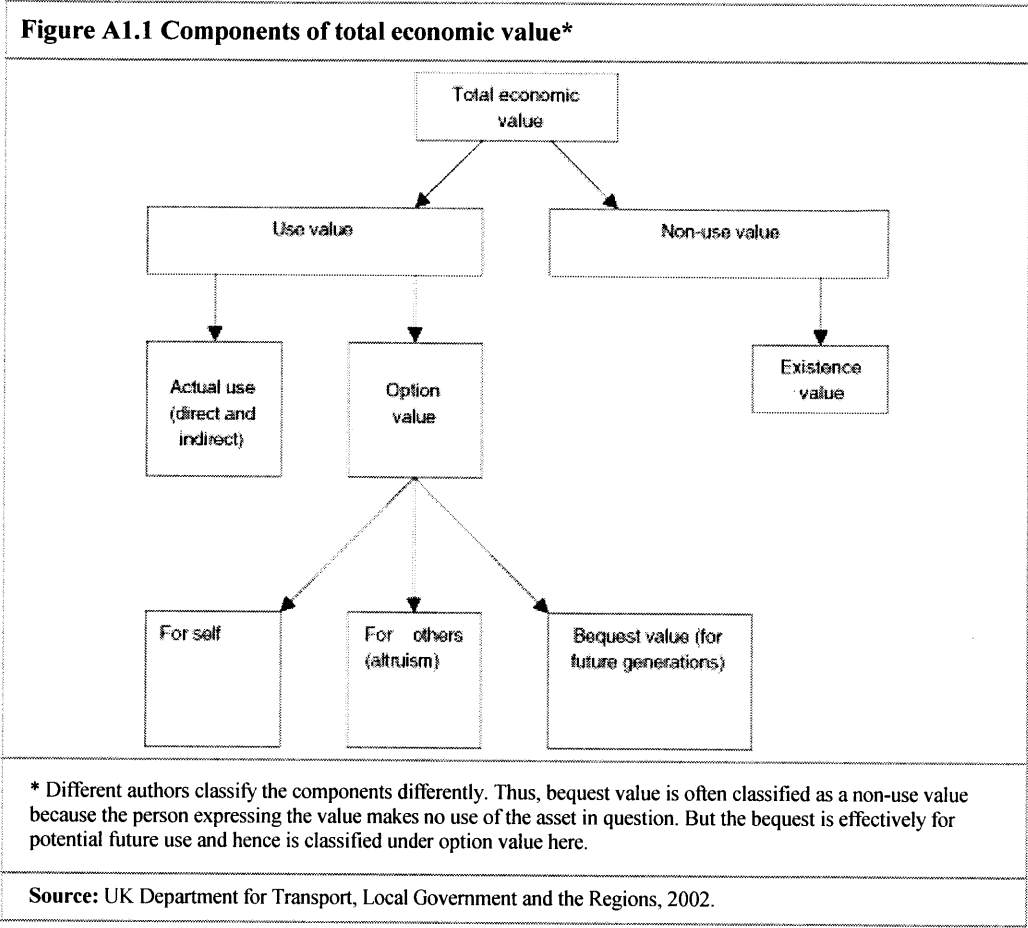 Figure A1.1 Components of total economic value*
Total economic
value
Use value
Non-use value
Actual use
(direct and
indirect)
Option
value
Existence
value
For self
For others
(altruism)
Bequest value (for
future generations)
* Different authors classify the components differently. Thus, bequest value is often classified as a non-use value
because the person expressing the value makes no use of the asset in question. But the bequest is effectively for
potential future use and hence is classified under option value here.
Source: UK Department for Transport, Local Government and the Regions, 2002.